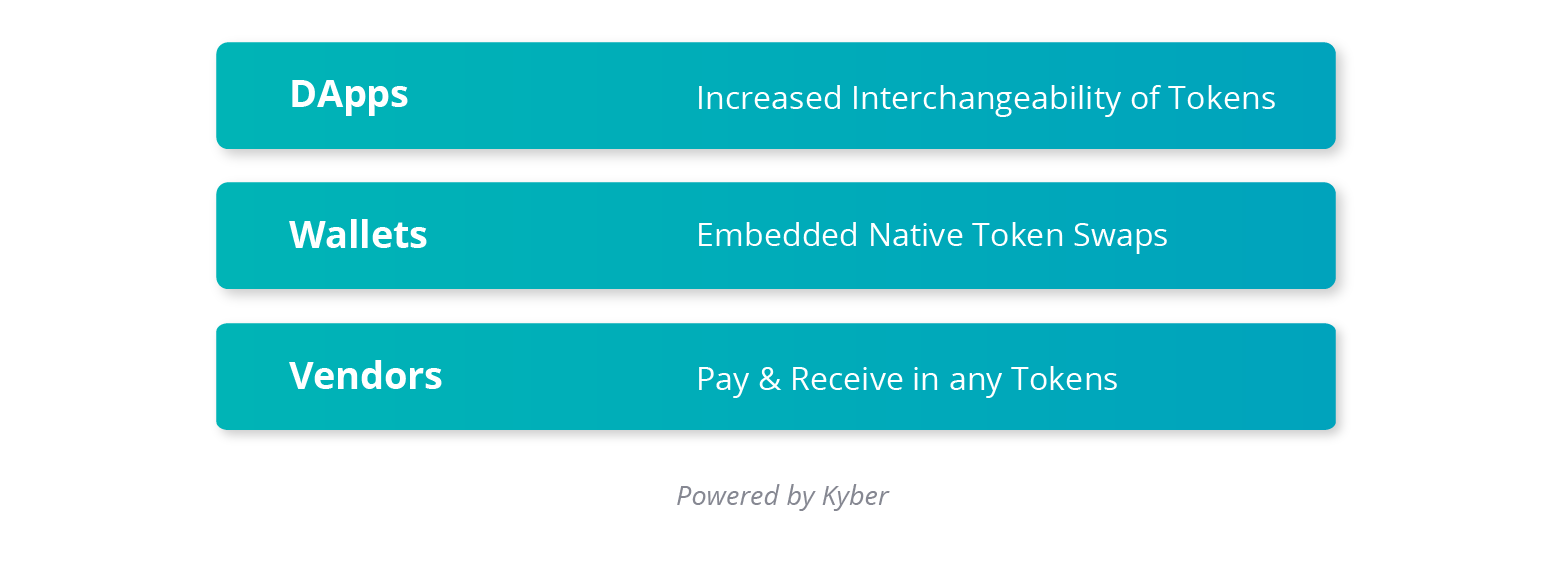 DApps Increased Interchangeability of Tokens
Wallets Embedded Native Token Swaps
Vendors Pay & Receive in any Tokens
Powered by Kyber